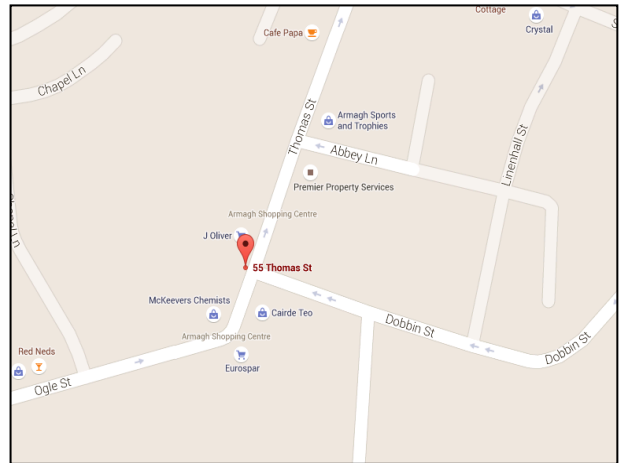 Cottage
Crystal
Cafe Papa
Chapel Ln
Thomas St
Armagh Sports
and Trophies
Abbey Ln
Linenhall St
Premier Property Services
Armagh Shopping Centre
J Oliver
55 Thomas St
McKeevers Chemists
Cairde Teo
Dobbin St
Armagh Shopping Centre
Eurospar
Dobbin St
Red Neds
Ogle St